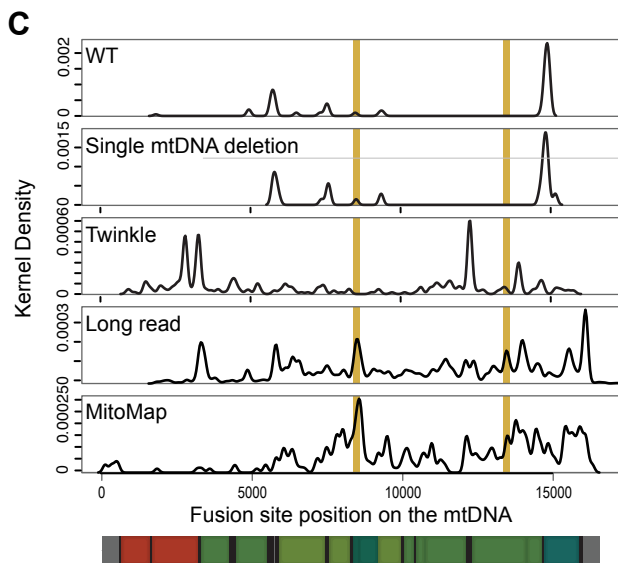 C
WT
0.002
0
Single mtDNA deletion
0.0015
0
Twinkle
0.00060
0
Long read
0.0003
0
MitoMap
0.000250
0
Kernel Density
0 5000 10000 15000
Fusion site position on the mtDNA